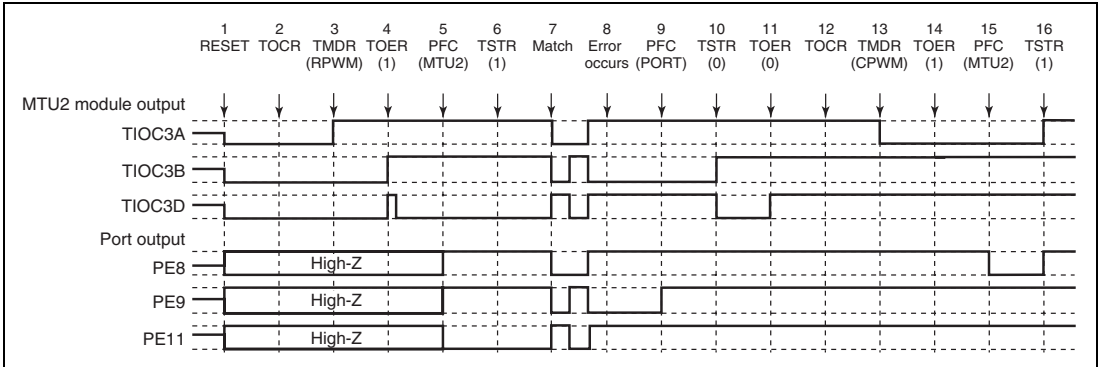 1 2 3 4 5 6 7 8 9 10 11 12 13 14 15 16
RESET TOCR TMDR TOER PFC TSTR Match Error PFC TSTR TOER TOCR TMDR TOER PFC TSTR
(RPWM) (1) (MTU2) (1) occurs (PORT) (0) (0) (CPWM) (1) (MTU2) (1)
MTU2 module output
TIOC3A
TIOC3B
TIOC3D
Port output
PE8 High-Z
PE9 High-Z
PE11 High-Z